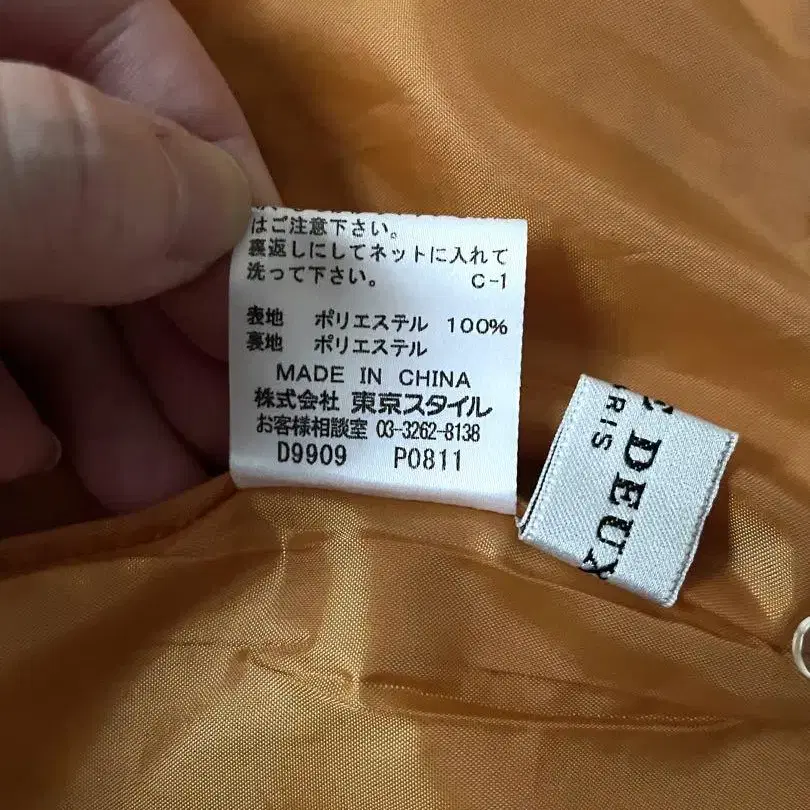 はご注意下さい。
裏返しにしてネットに入れて
洗って下さい。 C-1
表地 ポリエステル 100%
裏地 ポリエステル
MADE IN CHINA
株式会社 東京スタイル
お客様相談室 03-3262-8138
D9909 P0811
E DEUX
RIS